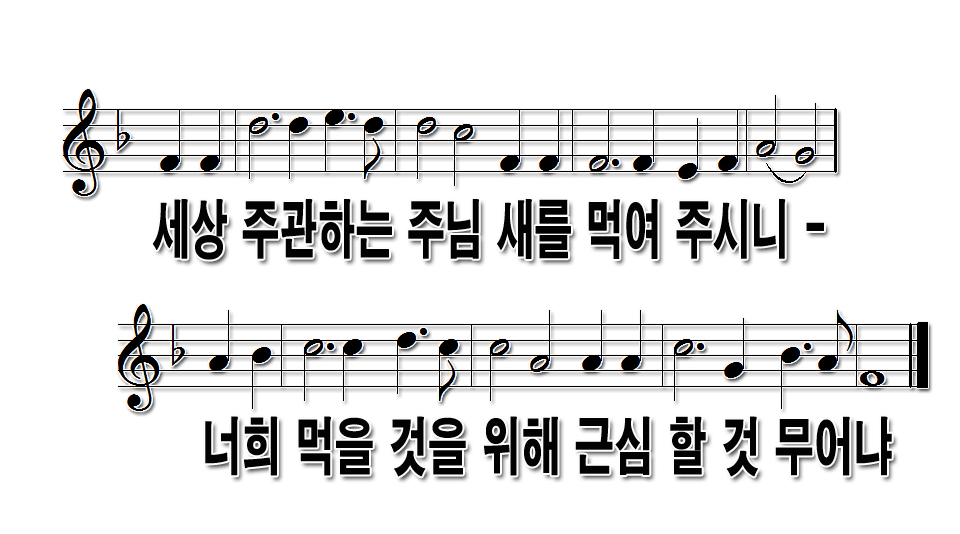 세상 주관하는 주님 새를 먹여 주시니 -
너희 먹을 것을 위해 근심 할 것 무어냐